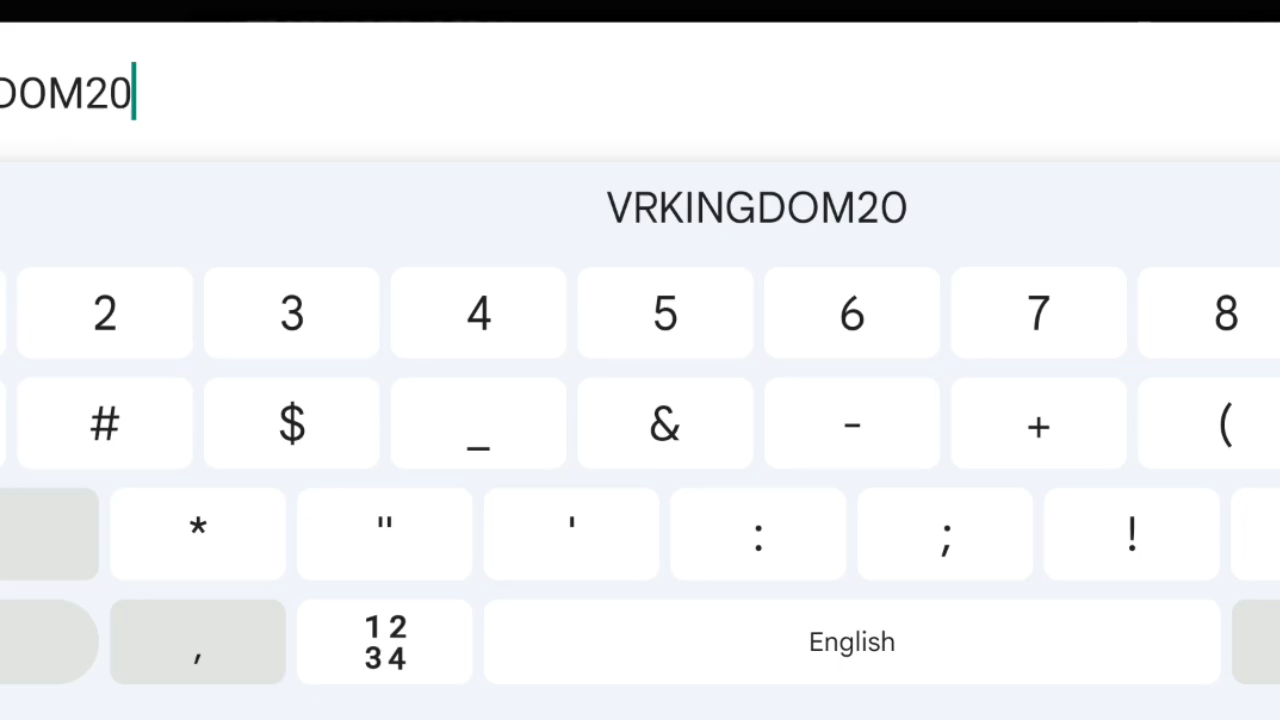 DOM20
VRKINGDOM20
2 3 4 5 6 7 8
# $ _ & - + (
* " ' : ; !
, 12 34 English